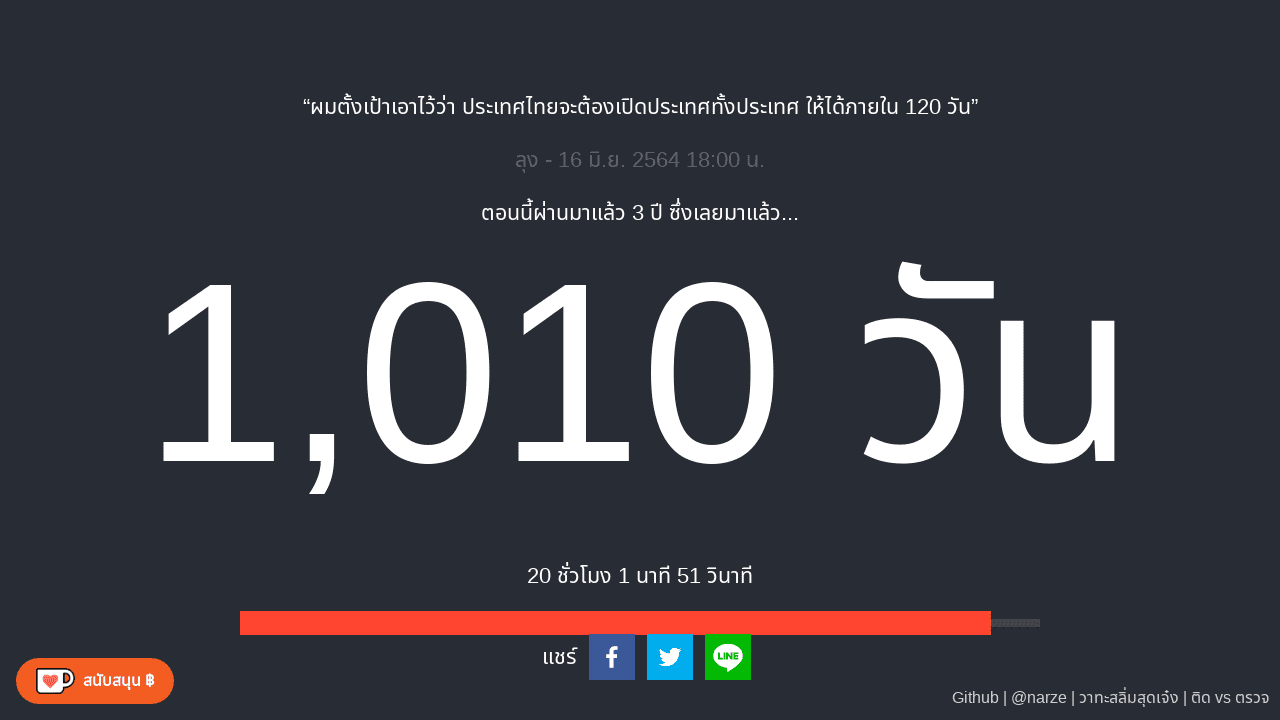 “ผมตั้งเป้าเอาไว้ว่า ประเทศไทยจะต้องเปิดประเทศทั้งประเทศ ให้ได้ภายใน 120 วัน”
ลุง - 16 มิ.ย. 2564 18:00 น.
ตอนนี้ผ่านมาแล้ว 3 ปี ซึ่งเลยมาแล้ว...
1,010 วัน
20 ชั่วโมง 1 นาที 51 วินาที
แชร์
LINE
สนับสนุน ฿
Github | @narze | วาทะสลิ่มสุดเจ๋ง | ติด vs ตรวจ